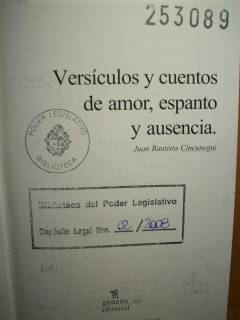 253089
Versículos y cuentos
de amor, espanto
y ausencia.
Juan Bautista Cincunegui
PODER LEGISLATIVO
BIBLIOTECA
Biblioteca del Poder Legislativo
Depósito Legal Nro. 02/2008
génesis
editorial